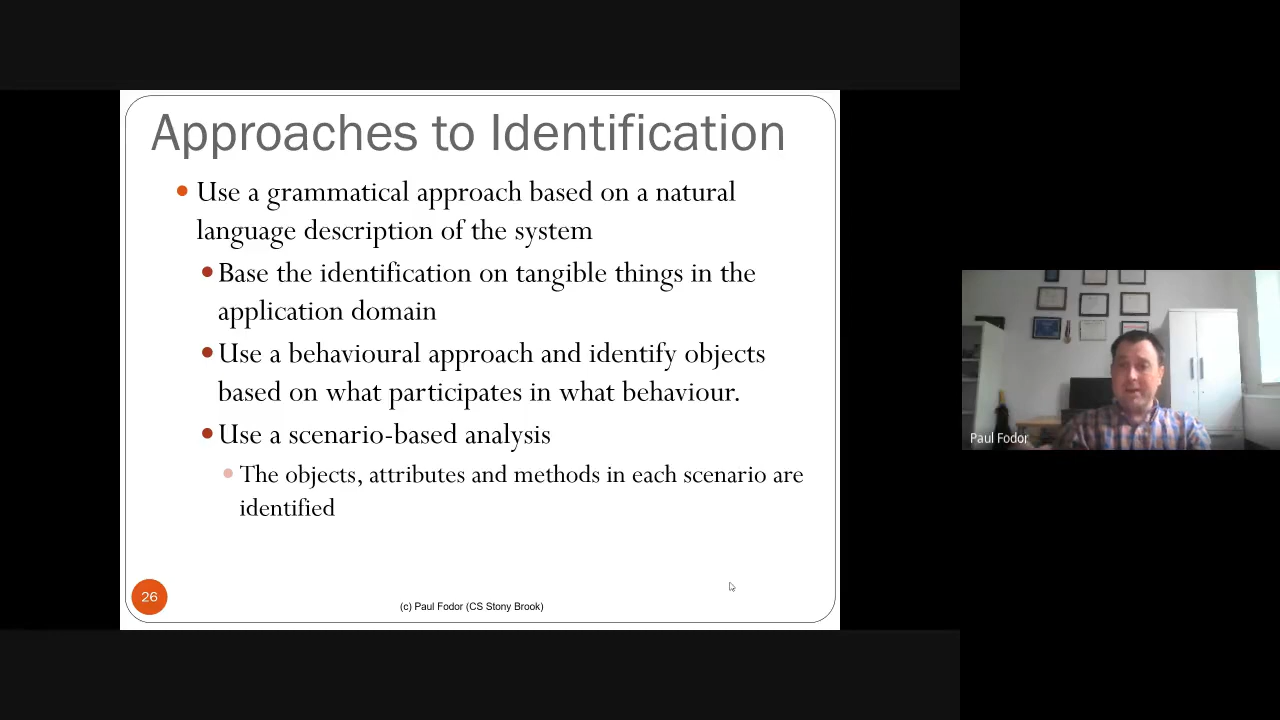 Approaches to Identification
Use a grammatical approach based on a natural
language description of the system
Base the identification on tangible things in the
application domain
Use a behavioural approach and identify objects
based on what participates in what behaviour.
Use a scenario-based analysis
The objects, attributes and methods in each scenario are
identified
26
(c) Paul Fodor (CS Stony Brook)
Paul Fodor